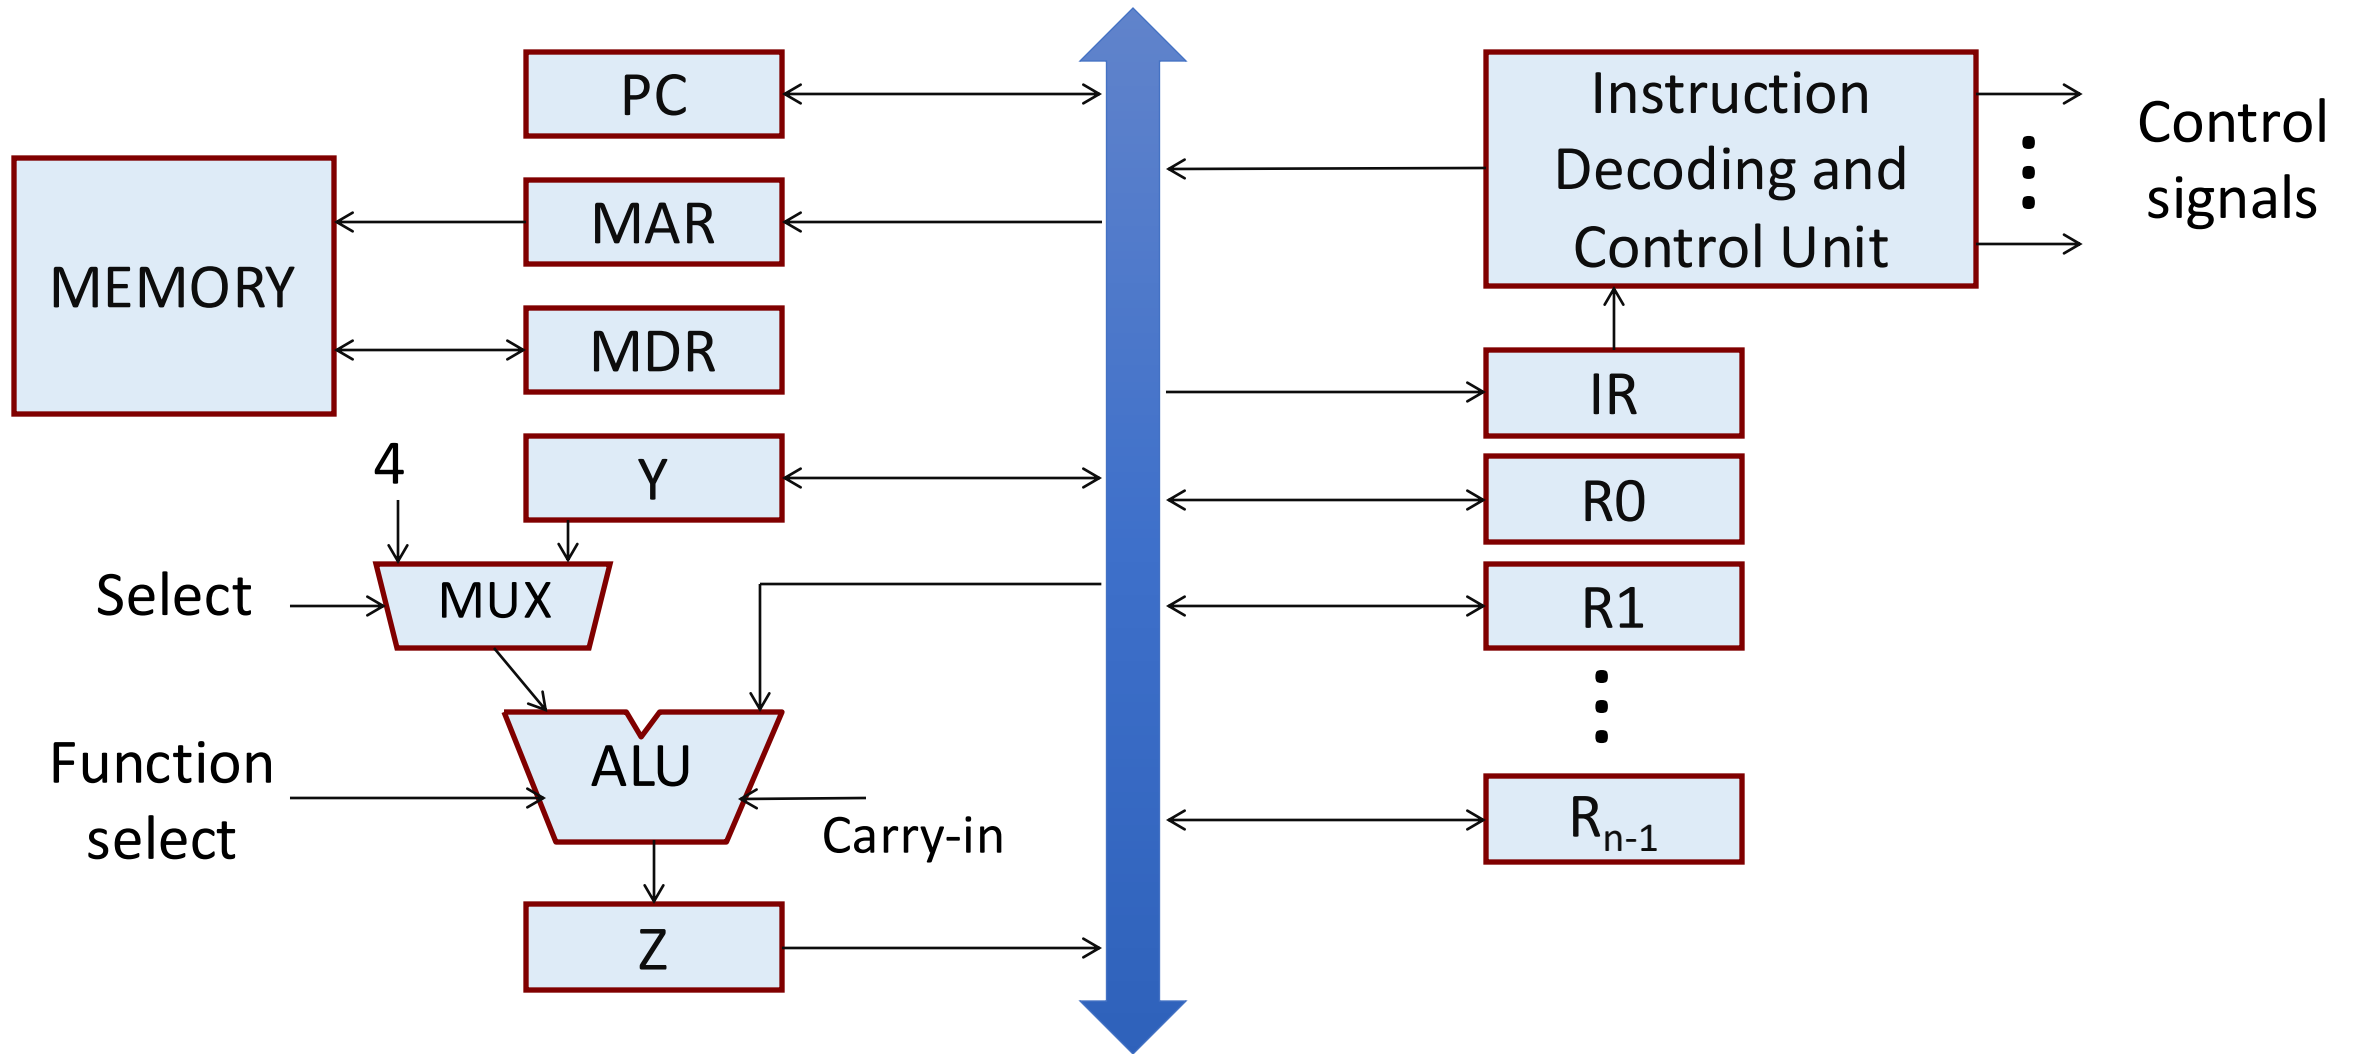 PC
MAR
MEMORY
MDR
4
Y
Select
MUX
Function
select
ALU
Carry-in
Z
Instruction
Decoding and
Control Unit
Control
signals
IR
R0
R1
Rn-1